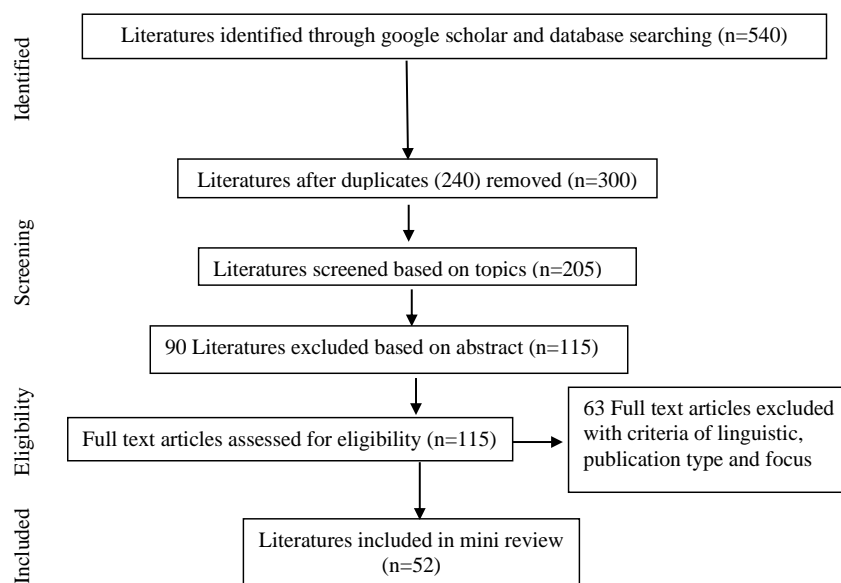 Identified
Literatures identified through google scholar and database searching (n=540)
Literatures after duplicates (240) removed (n=300)
Screening
Literatures screened based on topics (n=205)
90 Literatures excluded based on abstract (n=115)
Eligibility
Full text articles assessed for eligibility (n=115)
63 Full text articles excluded
with criteria of linguistic,
publication type and focus
Included
Literatures included in mini review
(n=52)